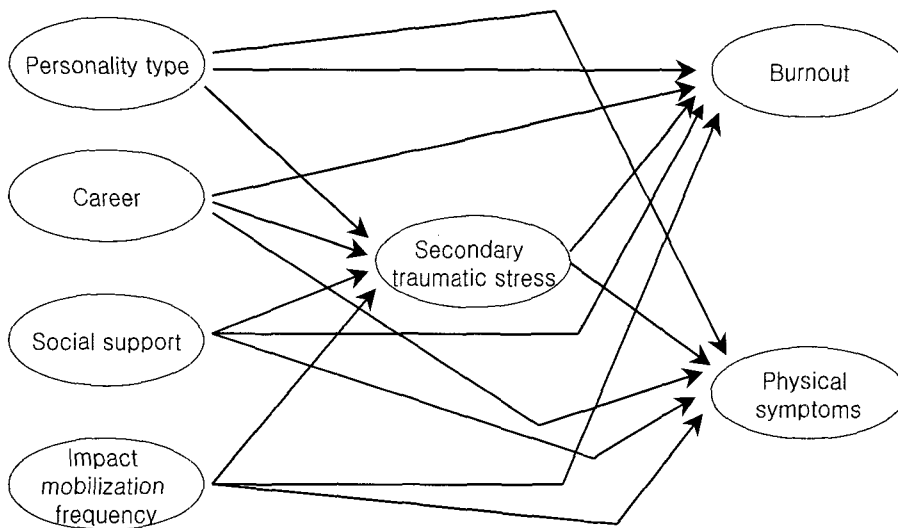 Personality type
Burnout
Career
Secondary
traumatic stress
Social support
Physical
symptoms
Impact
mobilization
frequency